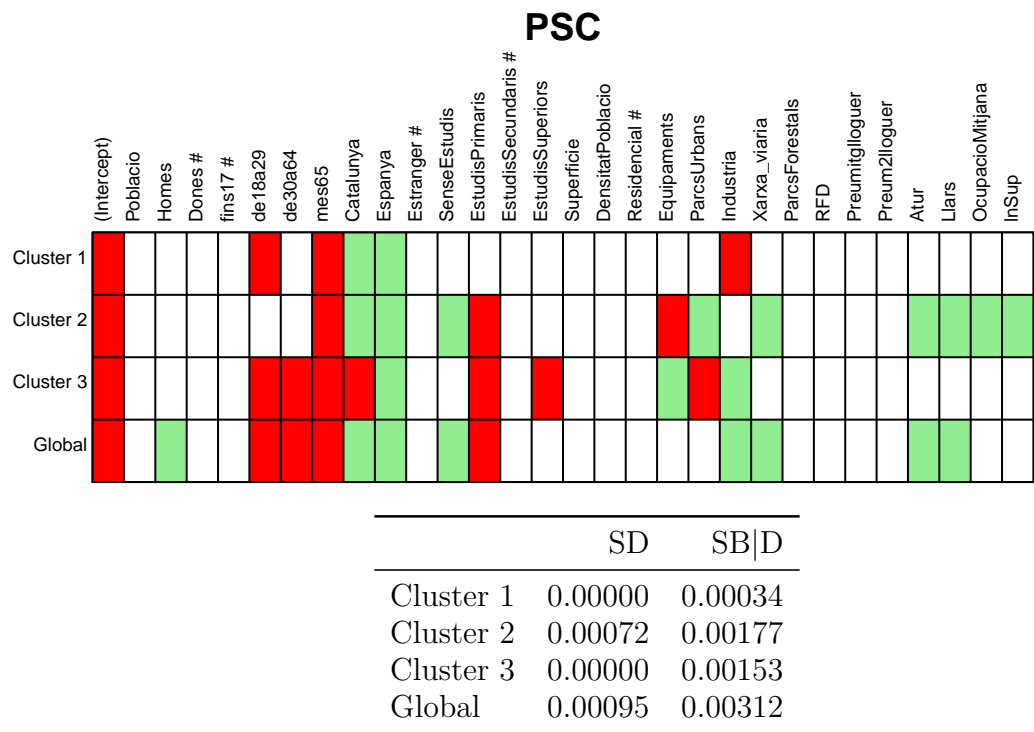 PSC
(Intercept)
Poblacio
Homes
Dones #
fins17 #
de18a29
de30a64
mes65
Catalunya
Espanya
Estranger #
SenseEstudis
EstudisPrimaris
EstudisSecundaris #
EstudisSuperiors
Superficie
DensitatPoblacio
Residencial #
Equipaments
ParcsUrbans
Industria
Xarxa_viaria
ParcsForestals
RFD
Preumitglloguer
Preum2lloguer
Atur
Llars
OcupacioMitjana
InSup
Cluster 1
Cluster 2
Cluster 3
Global
SD SB|D
Cluster 1 0.00000 0.00034
Cluster 2 0.00072 0.00177
Cluster 3 0.00000 0.00153
Global 0.00095 0.00312